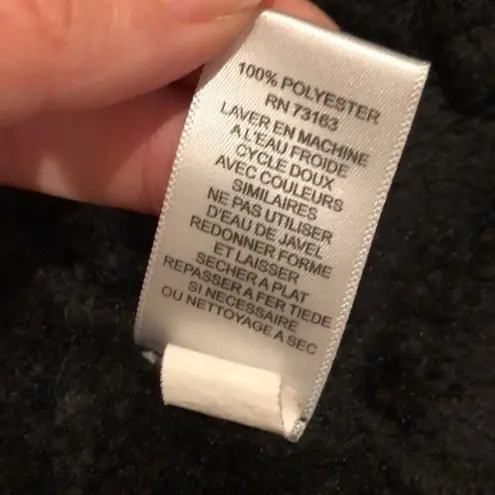 100% POLYESTER
RN 73163
LAVER EN MACHINE
A L'EAU FROIDE
CYCLE DOUX
AVEC COULEURS
SIMILAIRES
NE PAS UTILISER
D'EAU DE JAVEL
REDONNER FORME
ET LAISSER
SECHER A PLAT
REPASSER A FER TIEDE
SI NECESSAIRE
OU NETTOYAGE A SEC